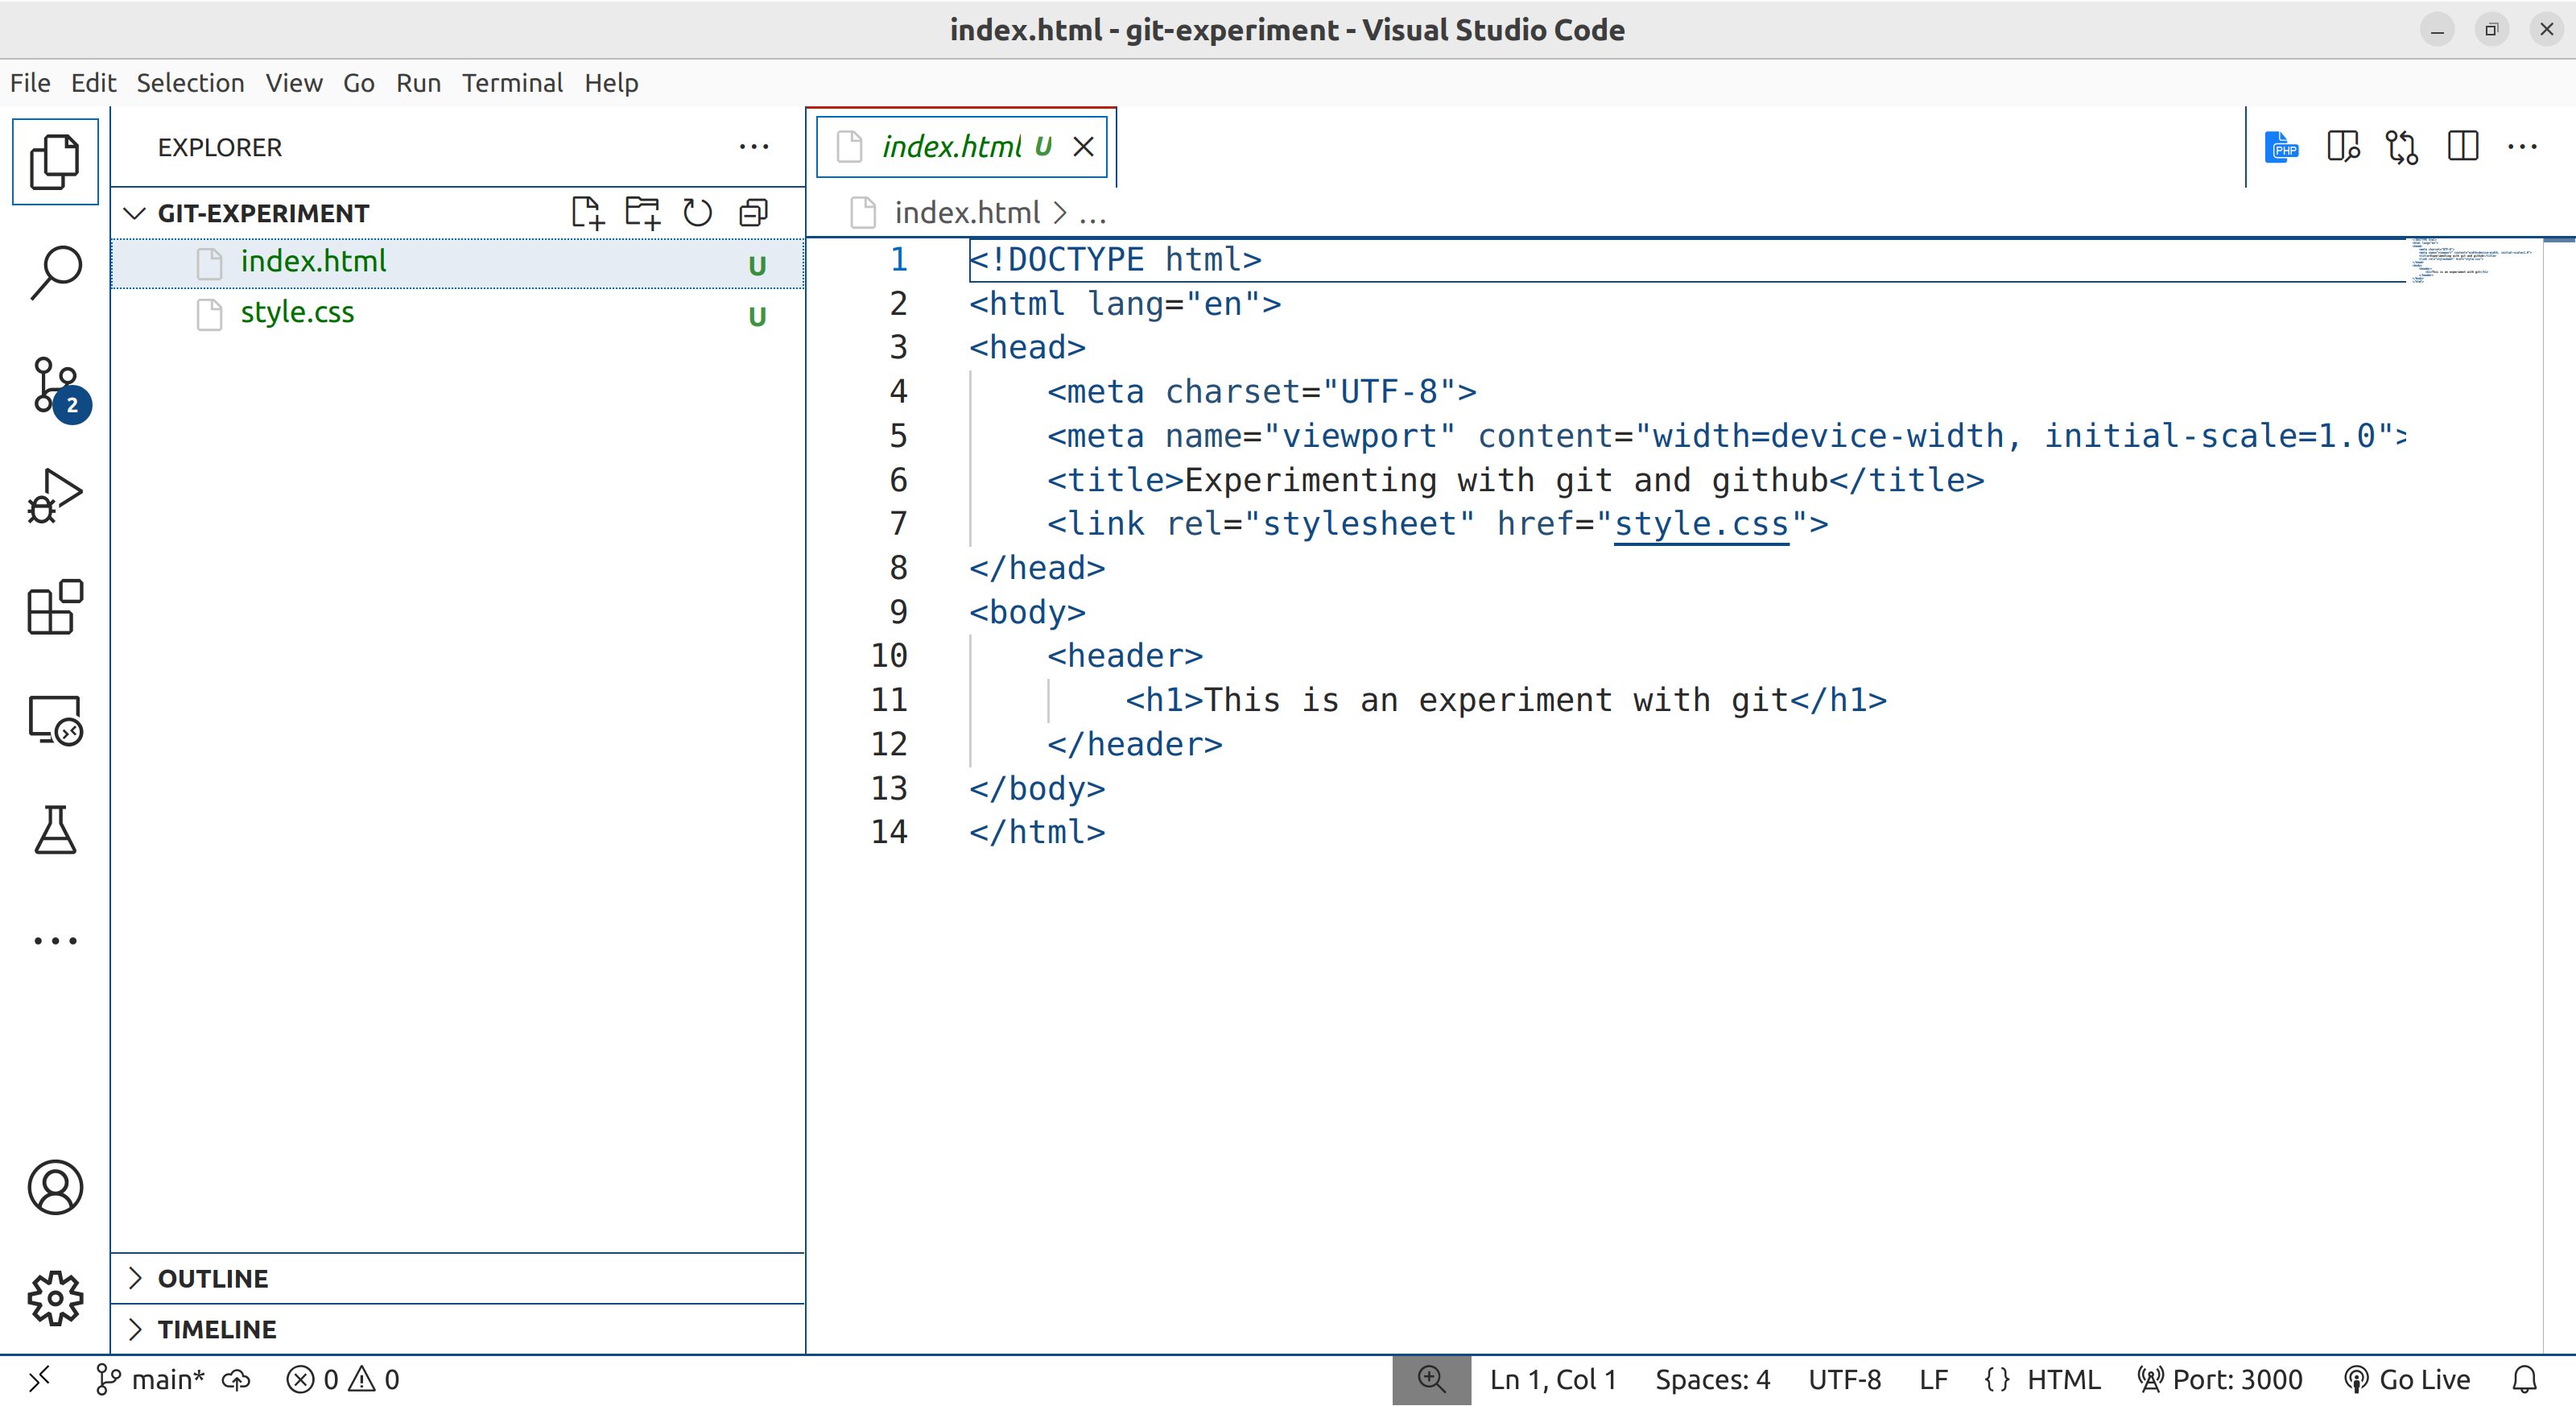 index.html - git-experiment - Visual Studio Code
File Edit Selection View Go Run Terminal Help
EXPLORER
GIT-EXPERIMENT
index.html U
style.css U
2
OUTLINE
TIMELINE
index.html U
PHP
index.html > ...
1 <!DOCTYPE html>
2 <html lang="en">
3 <head>
4 <meta charset="UTF-8">
5 <meta name="viewport" content="width=device-width, initial-scale=1.0">
6 <title>Experimenting with git and github</title>
7 <link rel="stylesheet" href="style.css">
8 </head>
9 <body>
10 <header>
11 <h1>This is an experiment with git</h1>
12 </header>
13 </body>
14 </html>
main* 0 0 Ln 1, Col 1 Spaces: 4 UTF-8 LF {} HTML Port: 3000 Go Live